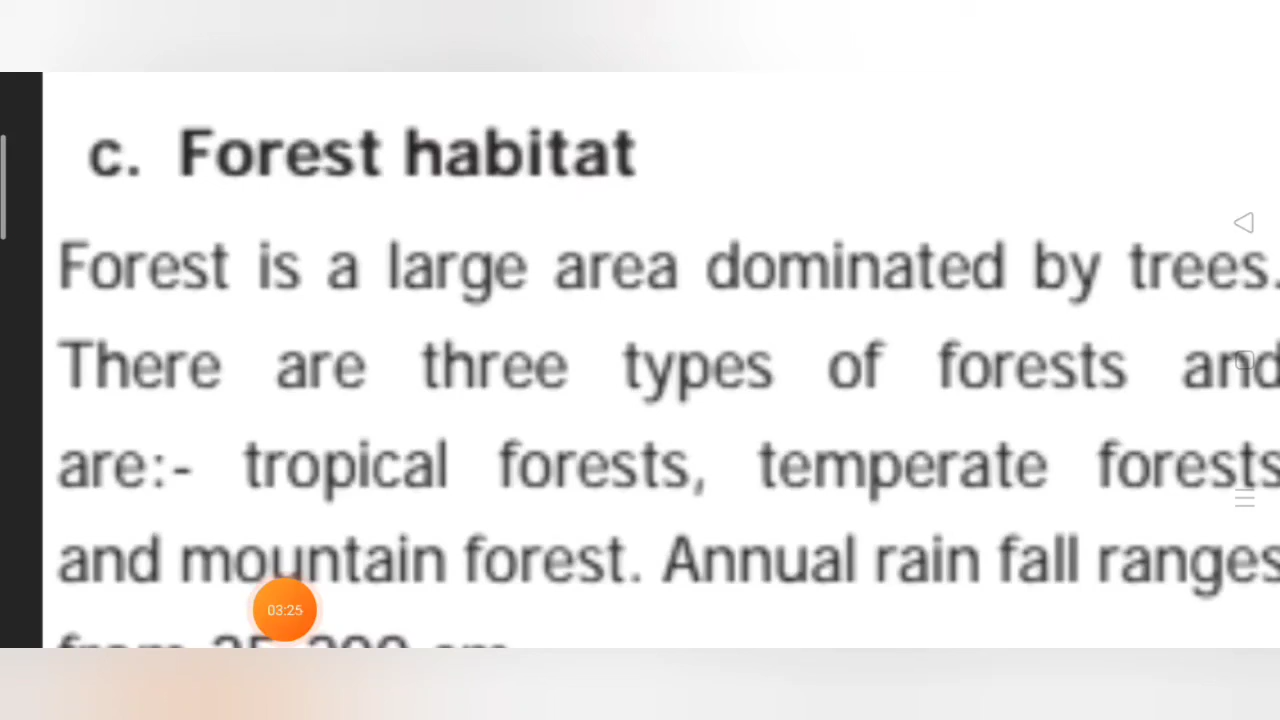 c. Forest habitat
Forest is a large area dominated by trees.
There are three types of forests and
are:- tropical forests, temperate forests
and mountain forest. Annual rain fall ranges
03:25